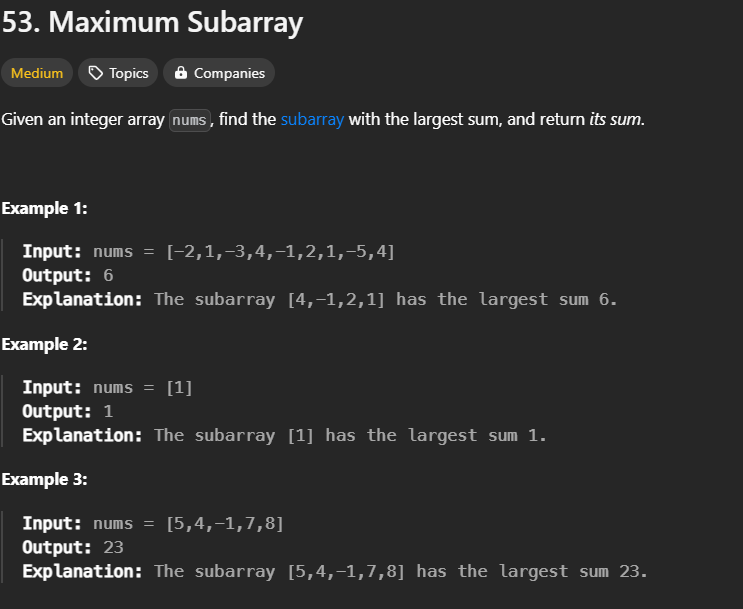 53. Maximum Subarray
Medium Topics Companies
Given an integer array nums, find the subarray with the largest sum, and return its sum.
Example 1:
Input: nums = [-2,1,-3,4,-1,2,1,-5,4]
Output: 6
Explanation: The subarray [4,-1,2,1] has the largest sum 6.
Example 2:
Input: nums = [1]
Output: 1
Explanation: The subarray [1] has the largest sum 1.
Example 3:
Input: nums = [5,4,-1,7,8]
Output: 23
Explanation: The subarray [5,4,-1,7,8] has the largest sum 23.